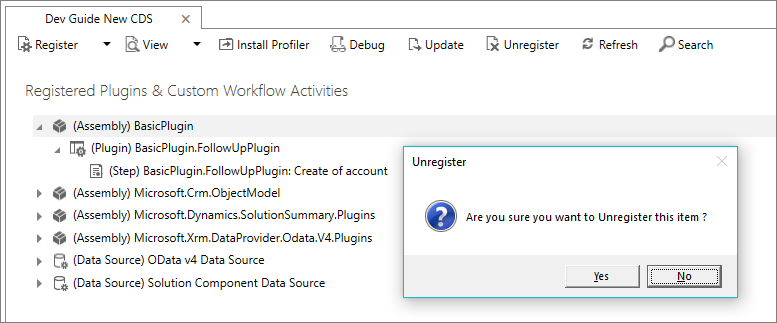 Dev Guide New CDS
Register View Install Profiler Debug Update Unregister Refresh Search
Registered Plugins & Custom Workflow Activities
(Assembly) BasicPlugin
(Plugin) BasicPlugin.FollowUpPlugin
(Step) BasicPlugin.FollowUpPlugin: Create of account
(Assembly) Microsoft.Crm.ObjectModel
(Assembly) Microsoft.Dynamics.SolutionSummary.Plugins
(Assembly) Microsoft.Xrm.DataProvider.Odata.V4.Plugins
(Data Source) OData v4 Data Source
(Data Source) Solution Component Data Source
Unregister
Are you sure you want to Unregister this item ?
Yes No